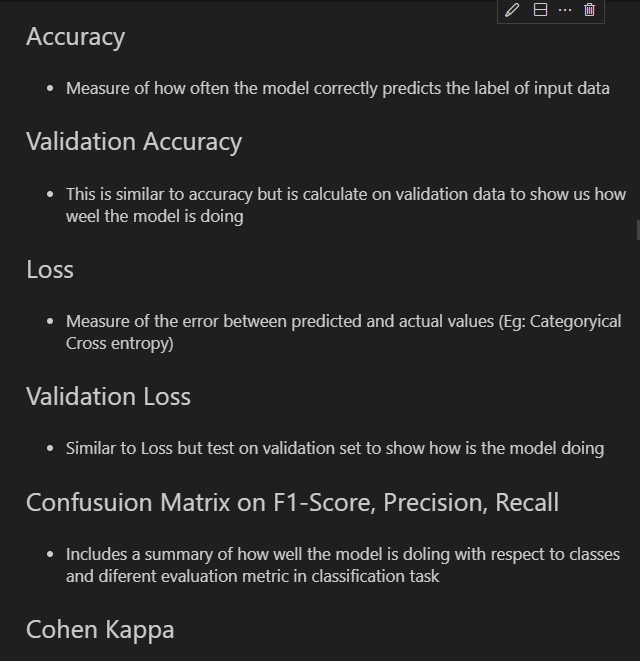 Accuracy
• Measure of how often the model correctly predicts the label of input data
Validation Accuracy
• This is similar to accuracy but is calculate on validation data to show us how
weel the model is doing
Loss
• Measure of the error between predicted and actual values (Eg: Categoryical
Cross entropy)
Validation Loss
• Similar to Loss but test on validation set to show how is the model doing
Confusuion Matrix on F1-Score, Precision, Recall
• Includes a summary of how well the model is doling with respect to classes
and diferent evaluation metric in classification task
Cohen Kappa